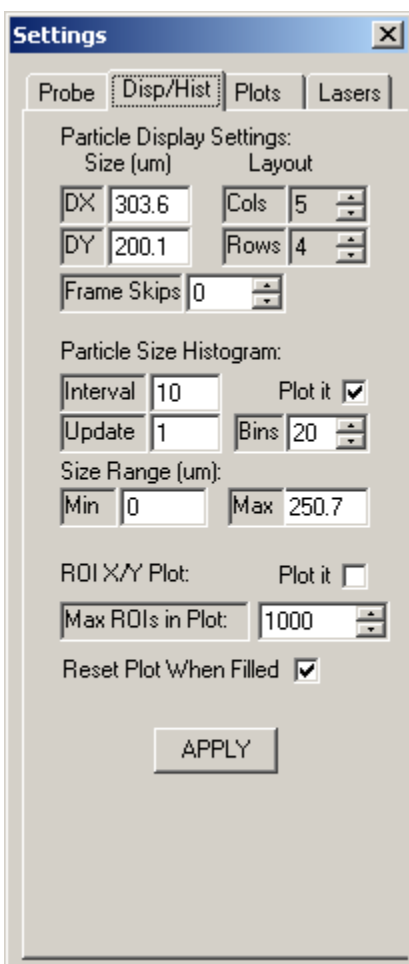 Settings
Probe Disp/Hist Plots Lasers
Particle Display Settings:
Size (um) Layout
DX 303.6 Cols 5
DY 200.1 Rows 4
Frame Skips 0
Particle Size Histogram:
Interval 10 Plot it
Update 1 Bins 20
Size Range (um):
Min 0 Max 250.7
ROI X/Y Plot: Plot it
Max ROIs in Plot: 1000
Reset Plot When Filled
APPLY